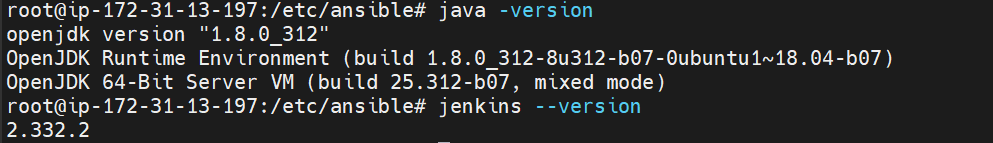 root@ip-172-31-13-197:/etc/ansible# java -version
openjdk version "1.8.0_312"
OpenJDK Runtime Environment (build 1.8.0_312-8u312-b07-0ubuntu1~18.04-b07)
OpenJDK 64-Bit Server VM (build 25.312-b07, mixed mode)
root@ip-172-31-13-197:/etc/ansible# jenkins --version
2.332.2